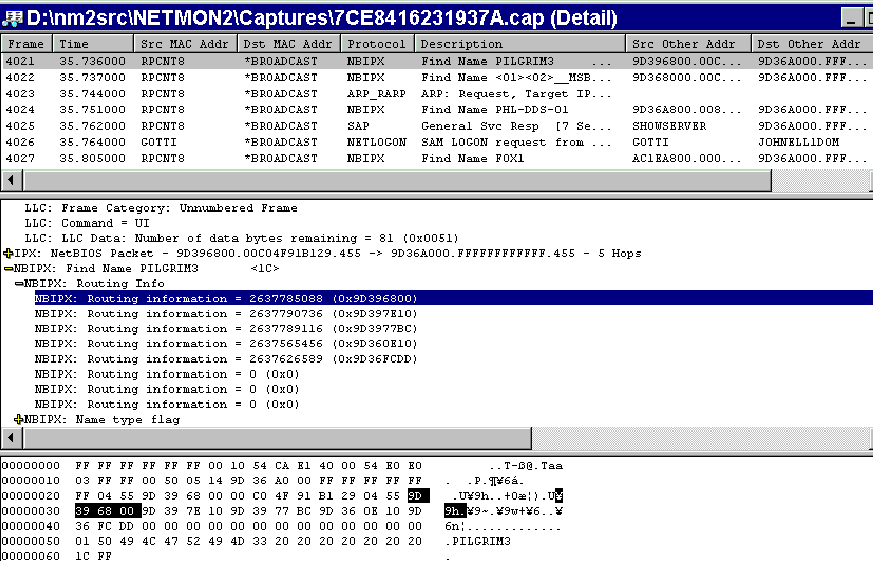 D:\nm2src\NETMON2\Captures\7CE8416231937A.cap (Detail)
Frame Time Src MAC Addr Dst MAC Addr Protocol Description Src Other Addr Dst Other Addr
4021 35.736000 RPCNT8 *BROADCAST NBIPX Find Name PILGRIM3 ... 9D396800.00C... 9D36A000.FFF...
4022 35.737000 RPCNT8 *BROADCAST NBIPX Find Name <01><02>__MSB... 9D368000.00C... 9D36A000.FFF...
4023 35.744000 RPCNT8 *BROADCAST ARP_RARP ARP: Request, Target IP...
4024 35.751000 RPCNT8 *BROADCAST NBIPX Find Name PHL-DDS-01 9D36A800.008... 9D36A000.FFF...
4025 35.762000 RPCNT8 *BROADCAST SAP General Svc Resp [7 Se... SHOWSERVER 9D36A000.FFF...
4026 35.764000 GOTTI *BROADCAST NETLOGON SAM LOGON request from ... GOTTI JOHNELL1DOM
4027 35.805000 RPCNT8 *BROADCAST NBIPX Find Name FOX1 AC1EA800.000... 9D36A000.FFF...
LLC: Frame Category: Unnumbered Frame
LLC: Command = UI
LLC: LLC Data: Number of data bytes remaining = 81 (0x0051)
IPX: NetBIOS Packet - 9D396800.00C04F91B129.455 -> 9D36A000.FFFFFFFFFFFF.455 - 5 Hops
NBIPX: Find Name PILGRIM3 <1C>
NBIPX: Routing Info
NBIPX: Routing information = 2637785088 (0x9D396800)
NBIPX: Routing information = 2637790736 (0x9D397E10)
NBIPX: Routing information = 2637789116 (0x9D3977BC)
NBIPX: Routing information = 2637565456 (0x9D360E10)
NBIPX: Routing information = 2637626589 (0x9D36FCDD)
NBIPX: Routing information = 0 (0x0)
NBIPX: Routing information = 0 (0x0)
NBIPX: Routing information = 0 (0x0)
NBIPX: Name type flag
00000000 FF FF FF FF FF FF 00 10 54 CA E1 40 00 54 E0 E0 ..T-ß@.Taa
00000010 03 FF FF 00 50 05 14 9D 36 A0 00 FF FF FF FF FF . .P.¶¥6á.
00000020 FF 04 55 9D 39 68 00 00 C0 4F 91 B1 29 04 55 9D .U¥9h..+Oæ¦).U¥
00000030 39 68 00 9D 39 7E 10 9D 39 77 BC 9D 36 0E 10 9D 9h.¥9~.¥9w+¥6..¥
00000040 36 FC DD 00 00 00 00 00 00 00 00 00 00 00 00 00 6n¦.............
00000050 01 50 49 4C 47 52 49 4D 33 20 20 20 20 20 20 20 .PILGRIM3
00000060 1C FF .